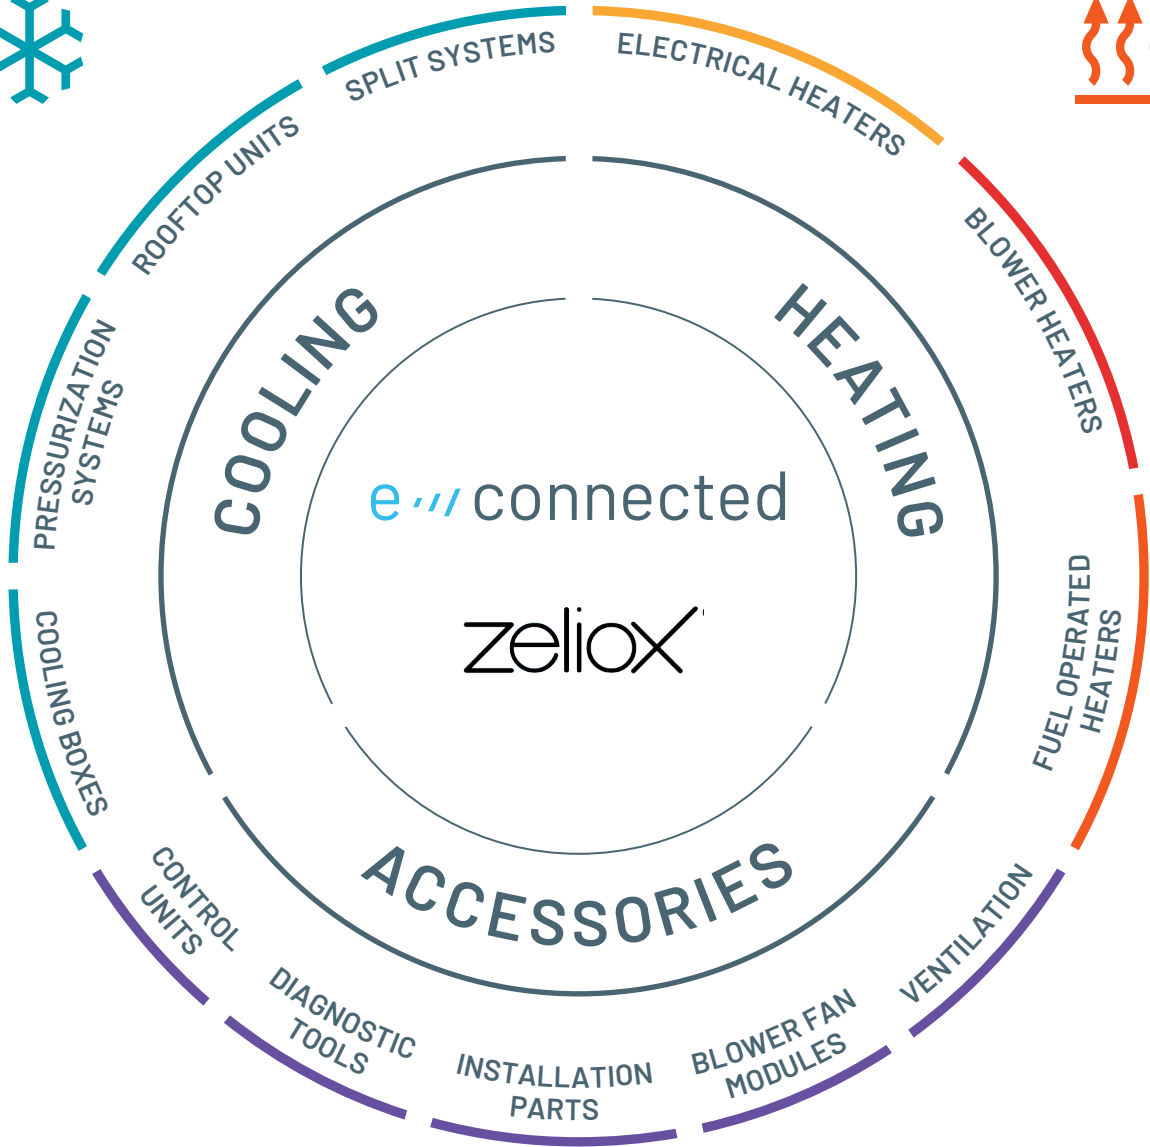 SPLIT SYSTEMS
ELECTRICAL HEATERS
ROOFTOP UNITS
BLOWER HEATERS
PRESSURIZATION
SYSTEMS
COOLING
HEATING
e connected
zeliox
COOLING BOXES
FUEL OPERATED
HEATERS
ACCESSORIES
CONTROL
UNITS
DIAGNOSTIC
TOOLS
INSTALLATION
PARTS
BLOWER FAN
MODULES
VENTILATION